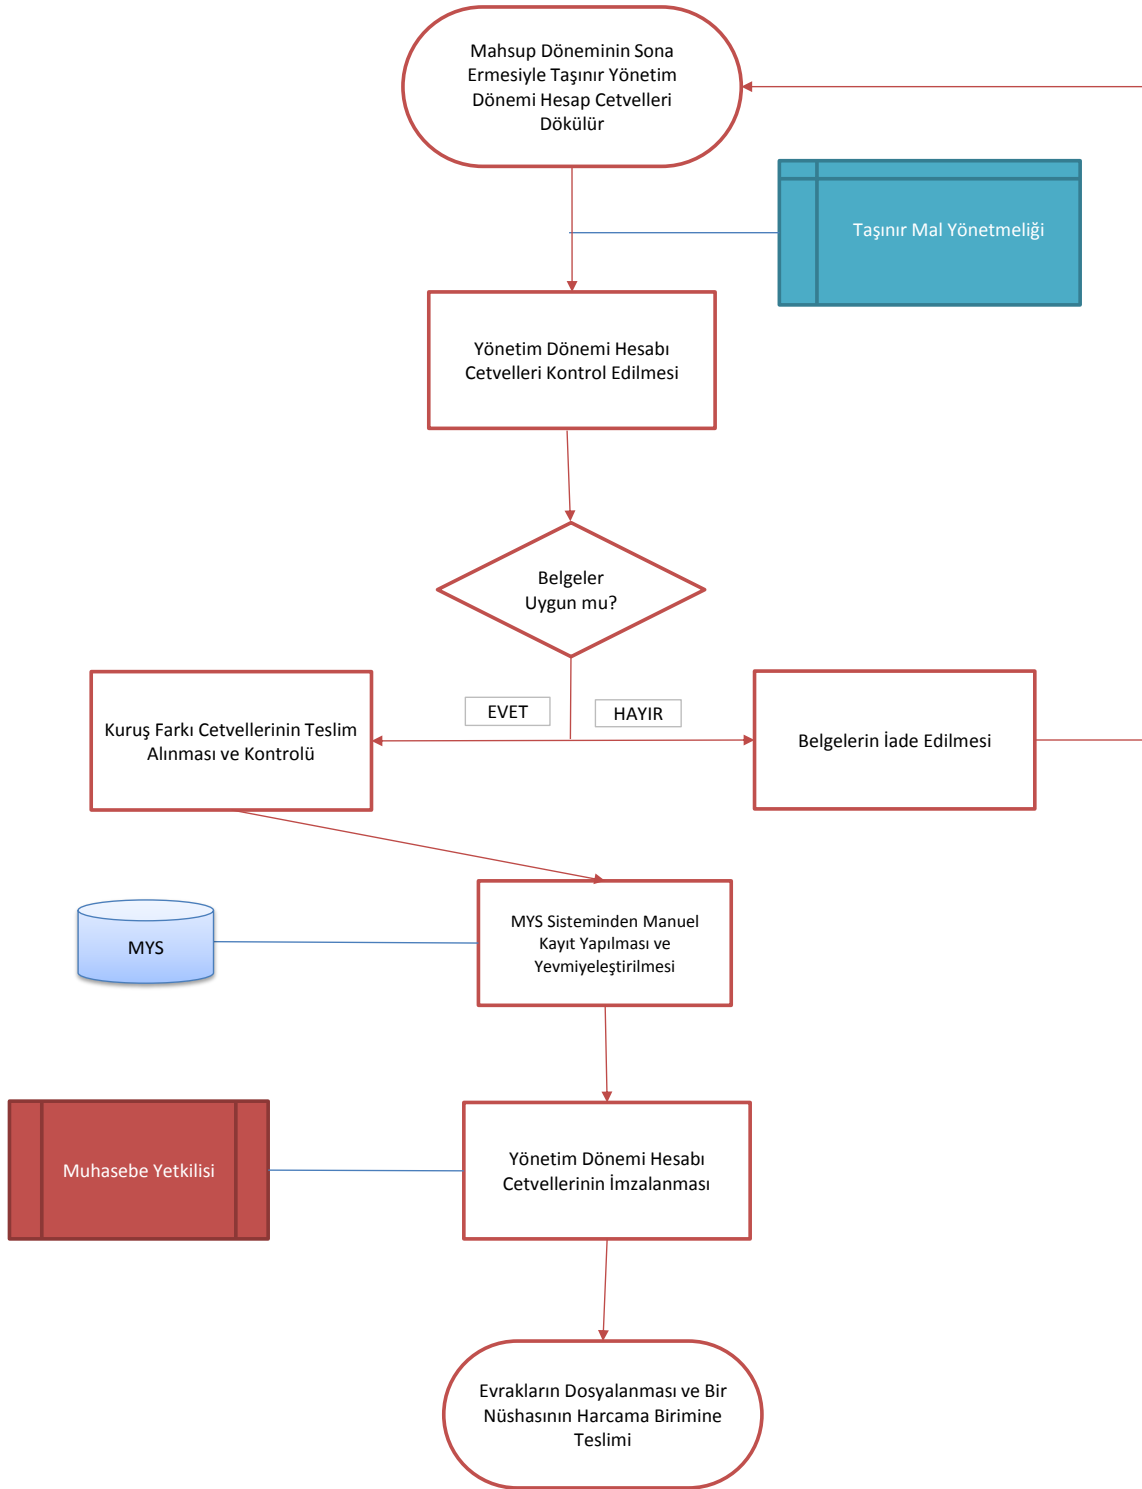 Mahsup Döneminin Sona
Ermesiyle Taşınır Yönetim
Dönemi Hesap Cetvelleri
Dökülür
Taşınır Mal Yönetmeliği
Yönetim Dönemi Hesabı
Cetvelleri Kontrol Edilmesi
Belgeler
Uygun mu?
EVET
HAYIR
Kuruş Farkı Cetvellerinin Teslim
Alınması ve Kontrolü
Belgelerin İade Edilmesi
MYS Sisteminden Manuel
Kayıt Yapılması ve
Yevmiyeleştirilmesi
MYS
Muhasebe Yetkilisi
Yönetim Dönemi Hesabı
Cetvellerinin İmzalanması
Evrakların Dosyalanması ve Bir
Nüshasının Harcama Birimine
Teslimi